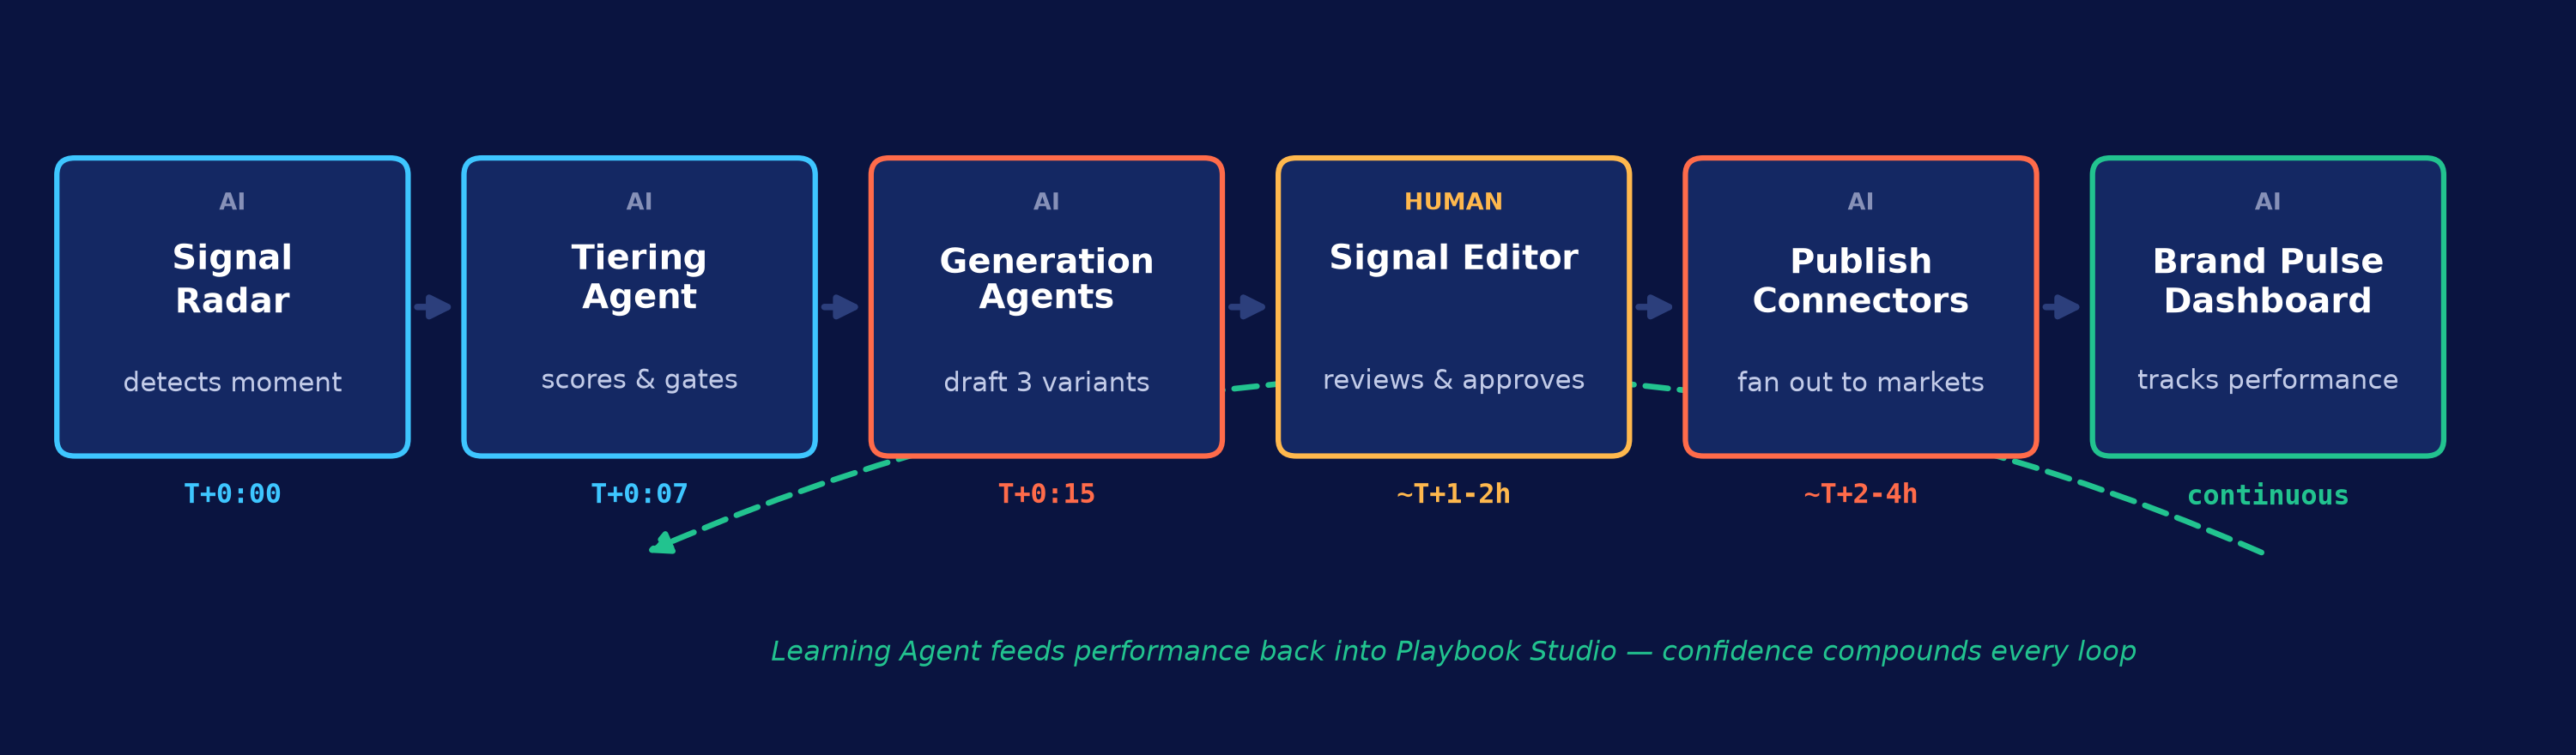 AI
Signal
Radar
detects moment
T+0:00
AI
Tiering
Agent
scores & gates
T+0:07
AI
Generation
Agents
draft 3 variants
T+0:15
HUMAN
Signal Editor
reviews & approves
~T+1-2h
AI
Publish
Connectors
fan out to markets
~T+2-4h
AI
Brand Pulse
Dashboard
tracks performance
continuous
Learning Agent feeds performance back into Playbook Studio — confidence compounds every loop